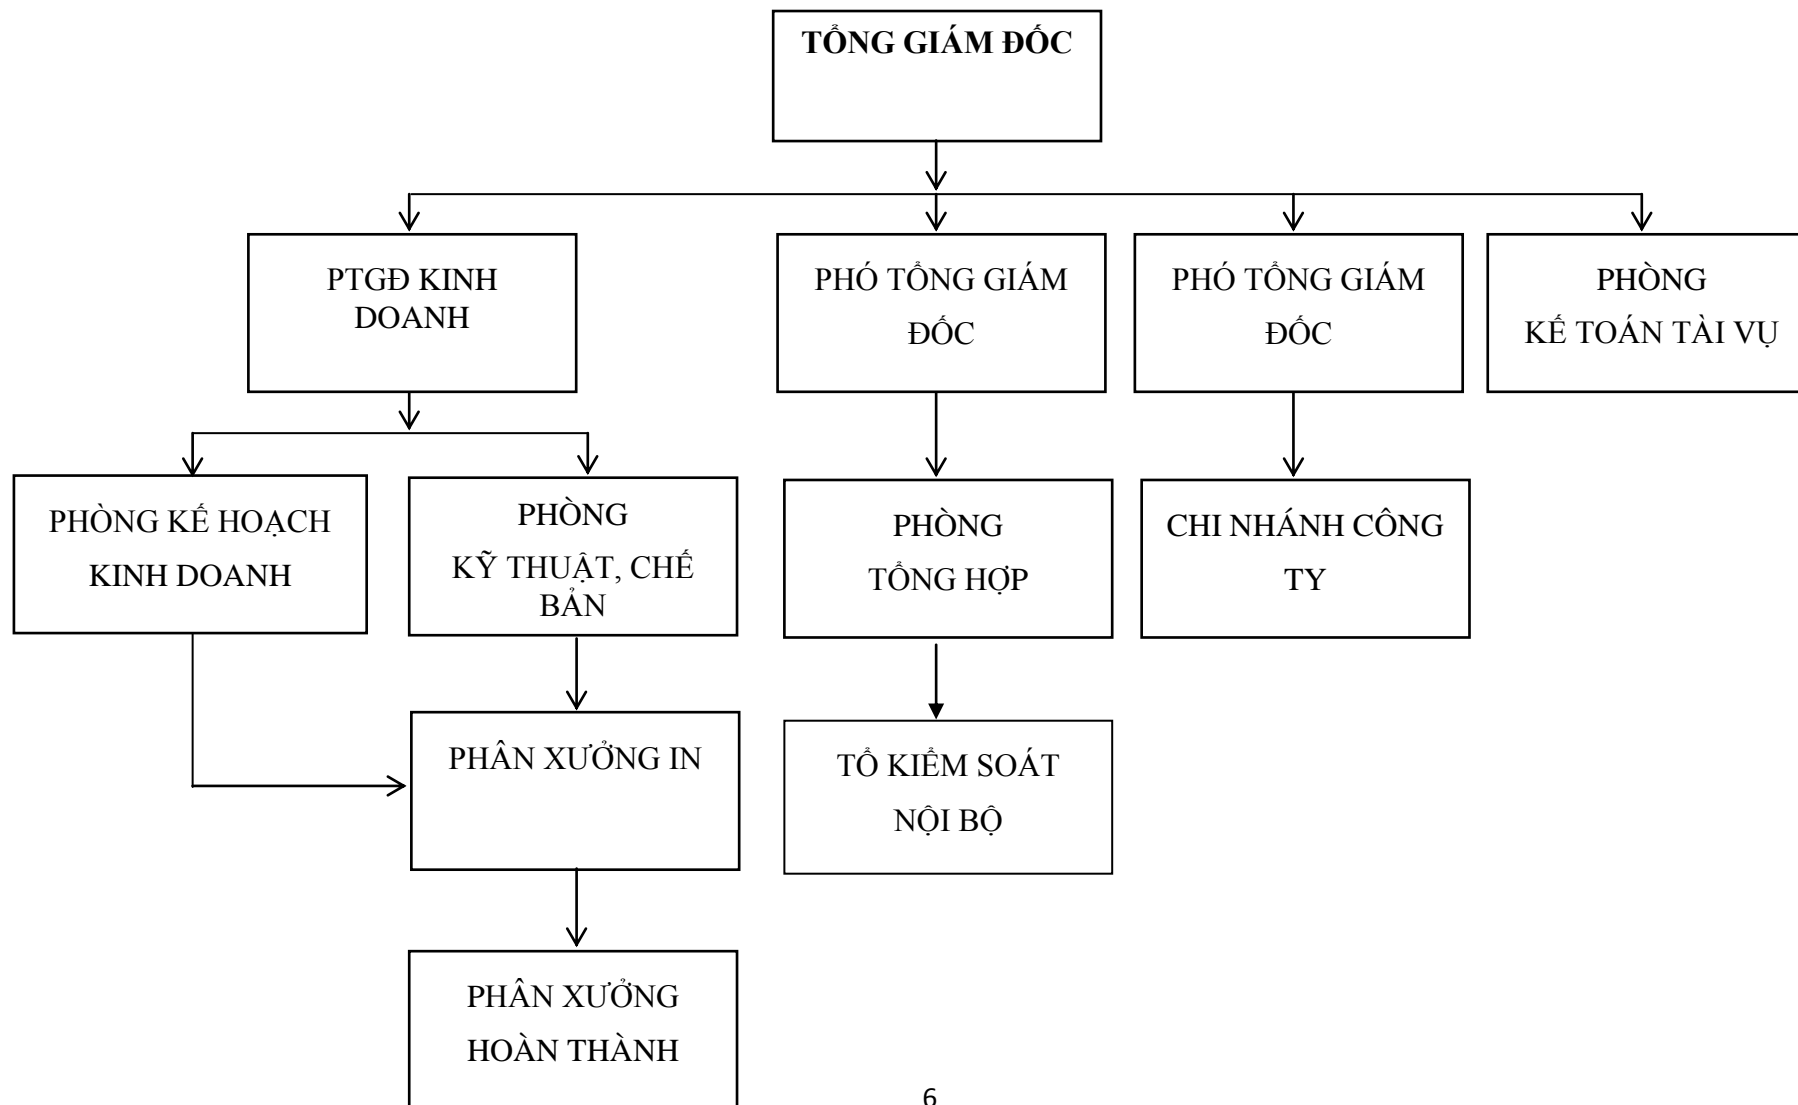 TỔNG GIÁM ĐỐC
PTGĐ KINH
DOANH
PHÓ TỔNG GIÁM
ĐỐC
PHÓ TỔNG GIÁM
ĐỐC
PHÒNG
KẾ TOÁN TÀI VỤ
PHÒNG KẾ HOẠCH
KINH DOANH
PHÒNG
KỸ THUẬT, CHẾ
BẢN
PHÒNG
TỔNG HỢP
CHI NHÁNH CÔNG
TY
PHÂN XƯỞNG IN
TỔ KIỂM SOÁT
NỘI BỘ
PHÂN XƯỞNG
HOÀN THÀNH
6